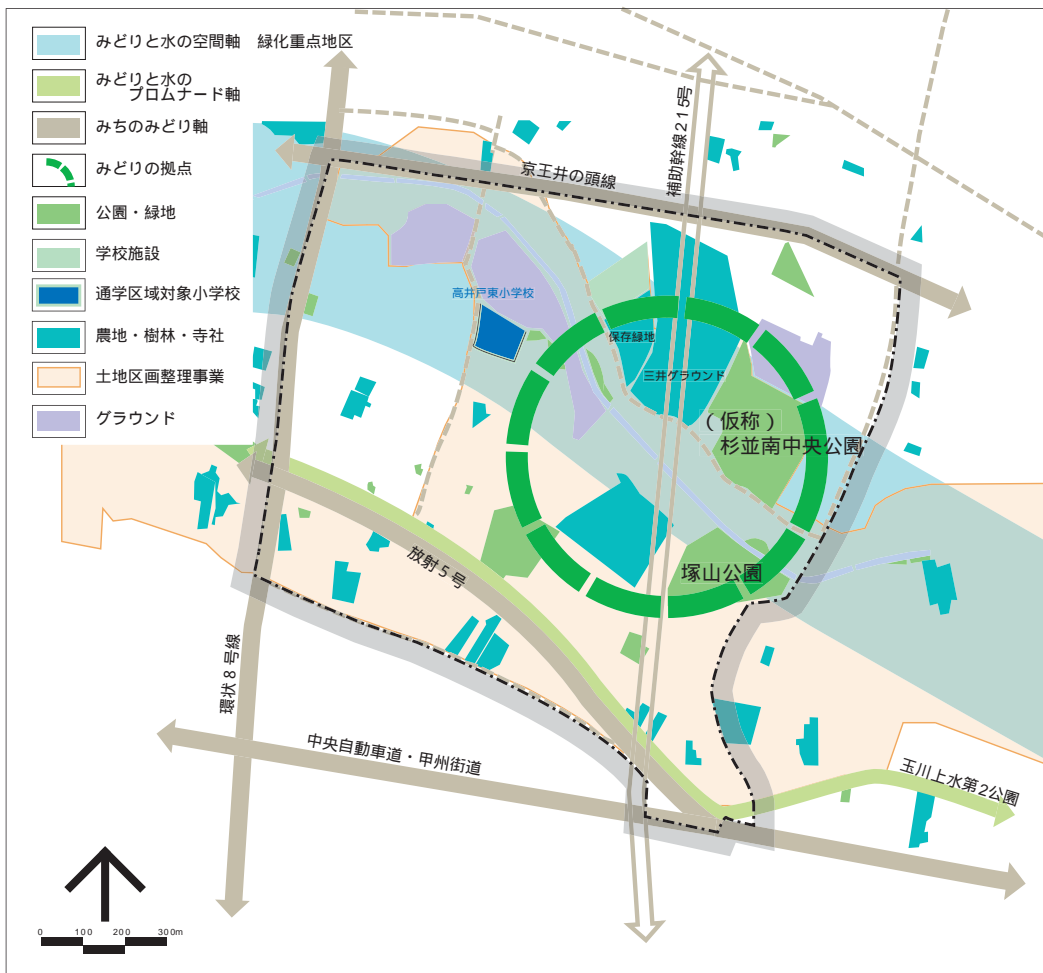 みどりと水の空間軸　緑化重点地区
みどりと水の
プロムナード軸
みちのみどり軸
みどりの拠点
公園・緑地
学校施設
通学区域対象小学校
農地・樹林・寺社
土地区画整理事業
グラウンド
補助幹線215号
京王井の頭線
高井戸東小学校
保存緑地
三井グラウンド
（仮称）
杉並南中央公園
塚山公園
放射5号
環状8号線
中央自動車道・甲州街道
玉川上水第2公園
0 100 200 300m